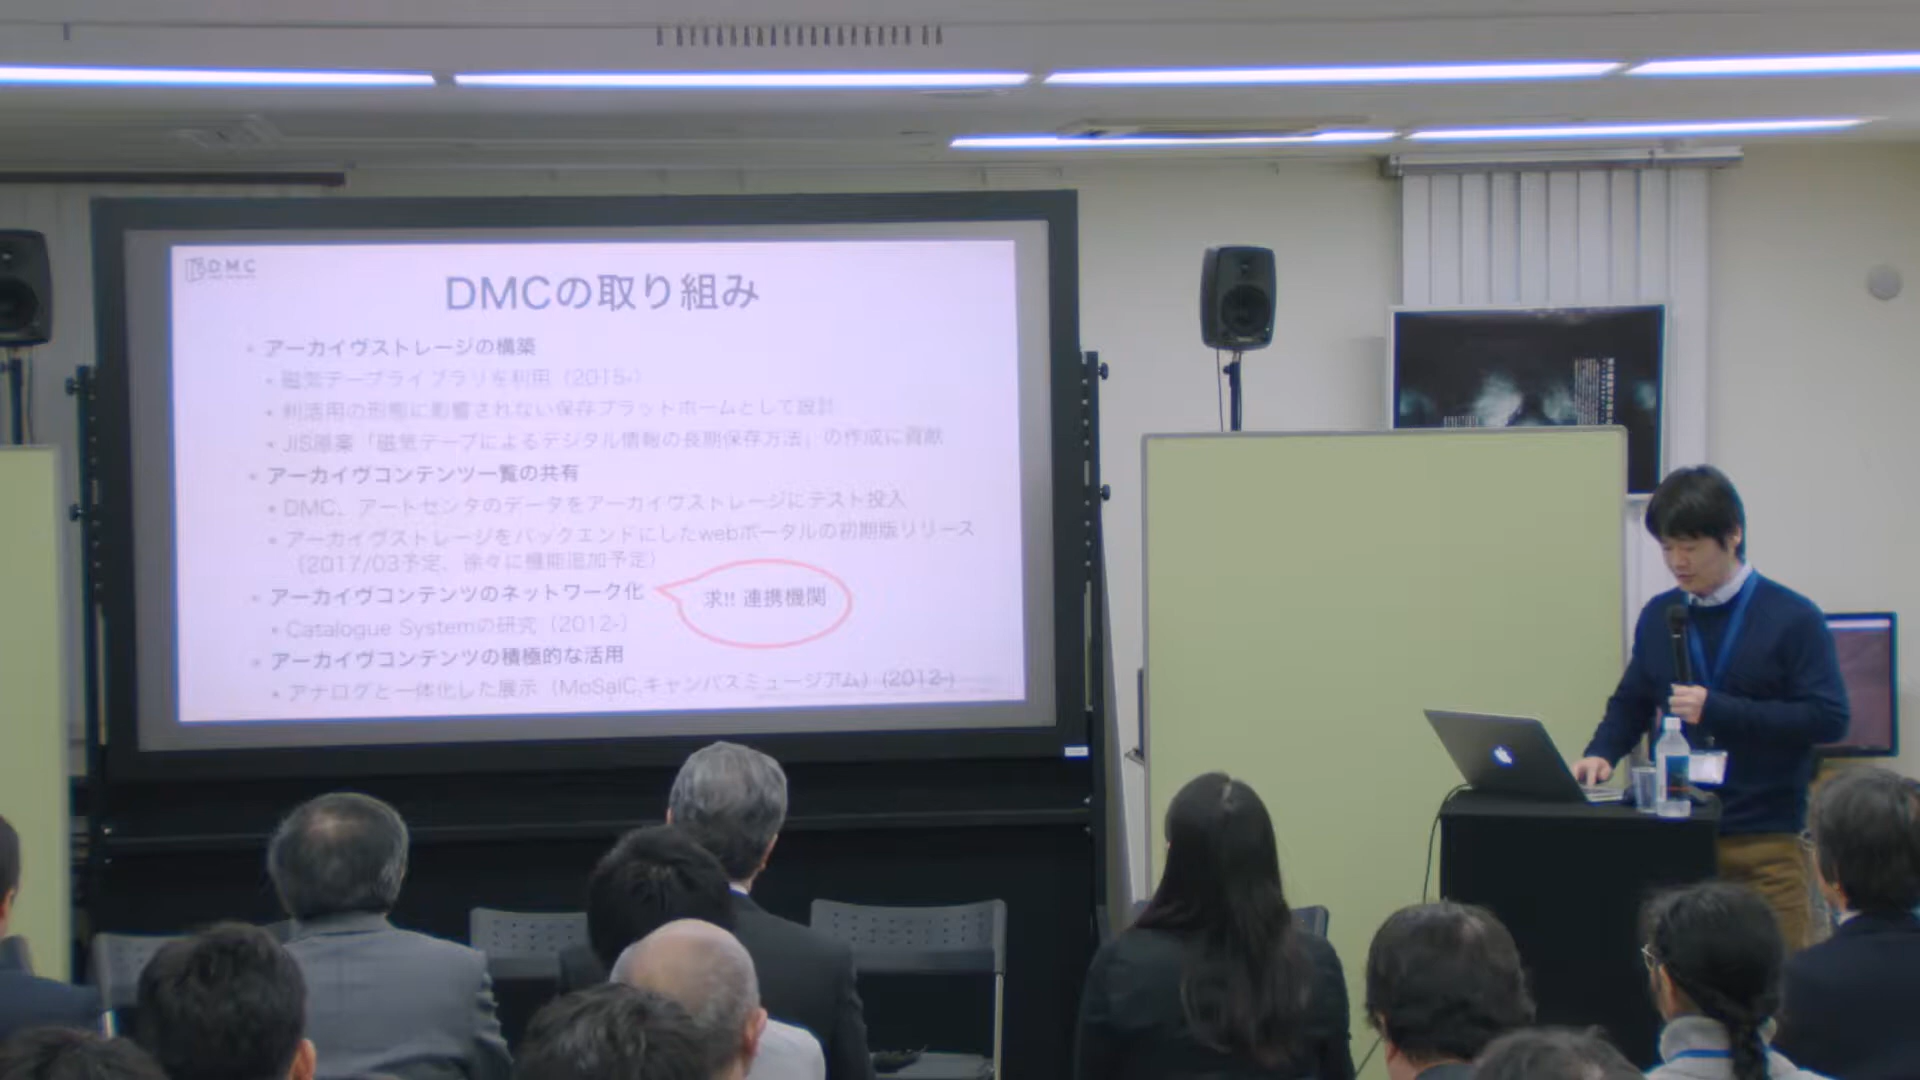 DMC
DMCの取り組み
アーカイヴストレージの構築
磁気テープライブラリを利用（2015-）
利活用の形態に影響されない保存プラットホームとして設計
JIS原案「磁気テープによるデジタル情報の長期保存方法」の作成に貢献
アーカイヴコンテンツ一覧の共有
DMC、アートセンタのデータをアーカイヴストレージにテスト投入
アーカイヴストレージをバックエンドにしたwebポータルの初期版リリース
（2017/03予定、徐々に機能追加予定）
アーカイヴコンテンツのネットワーク化
求!! 連携機関
Catalogue Systemの研究（2012-）
アーカイヴコンテンツの積極的な活用
アナログと一体化した展示（MoSaIC,キャンパスミュージアム）(2012-)